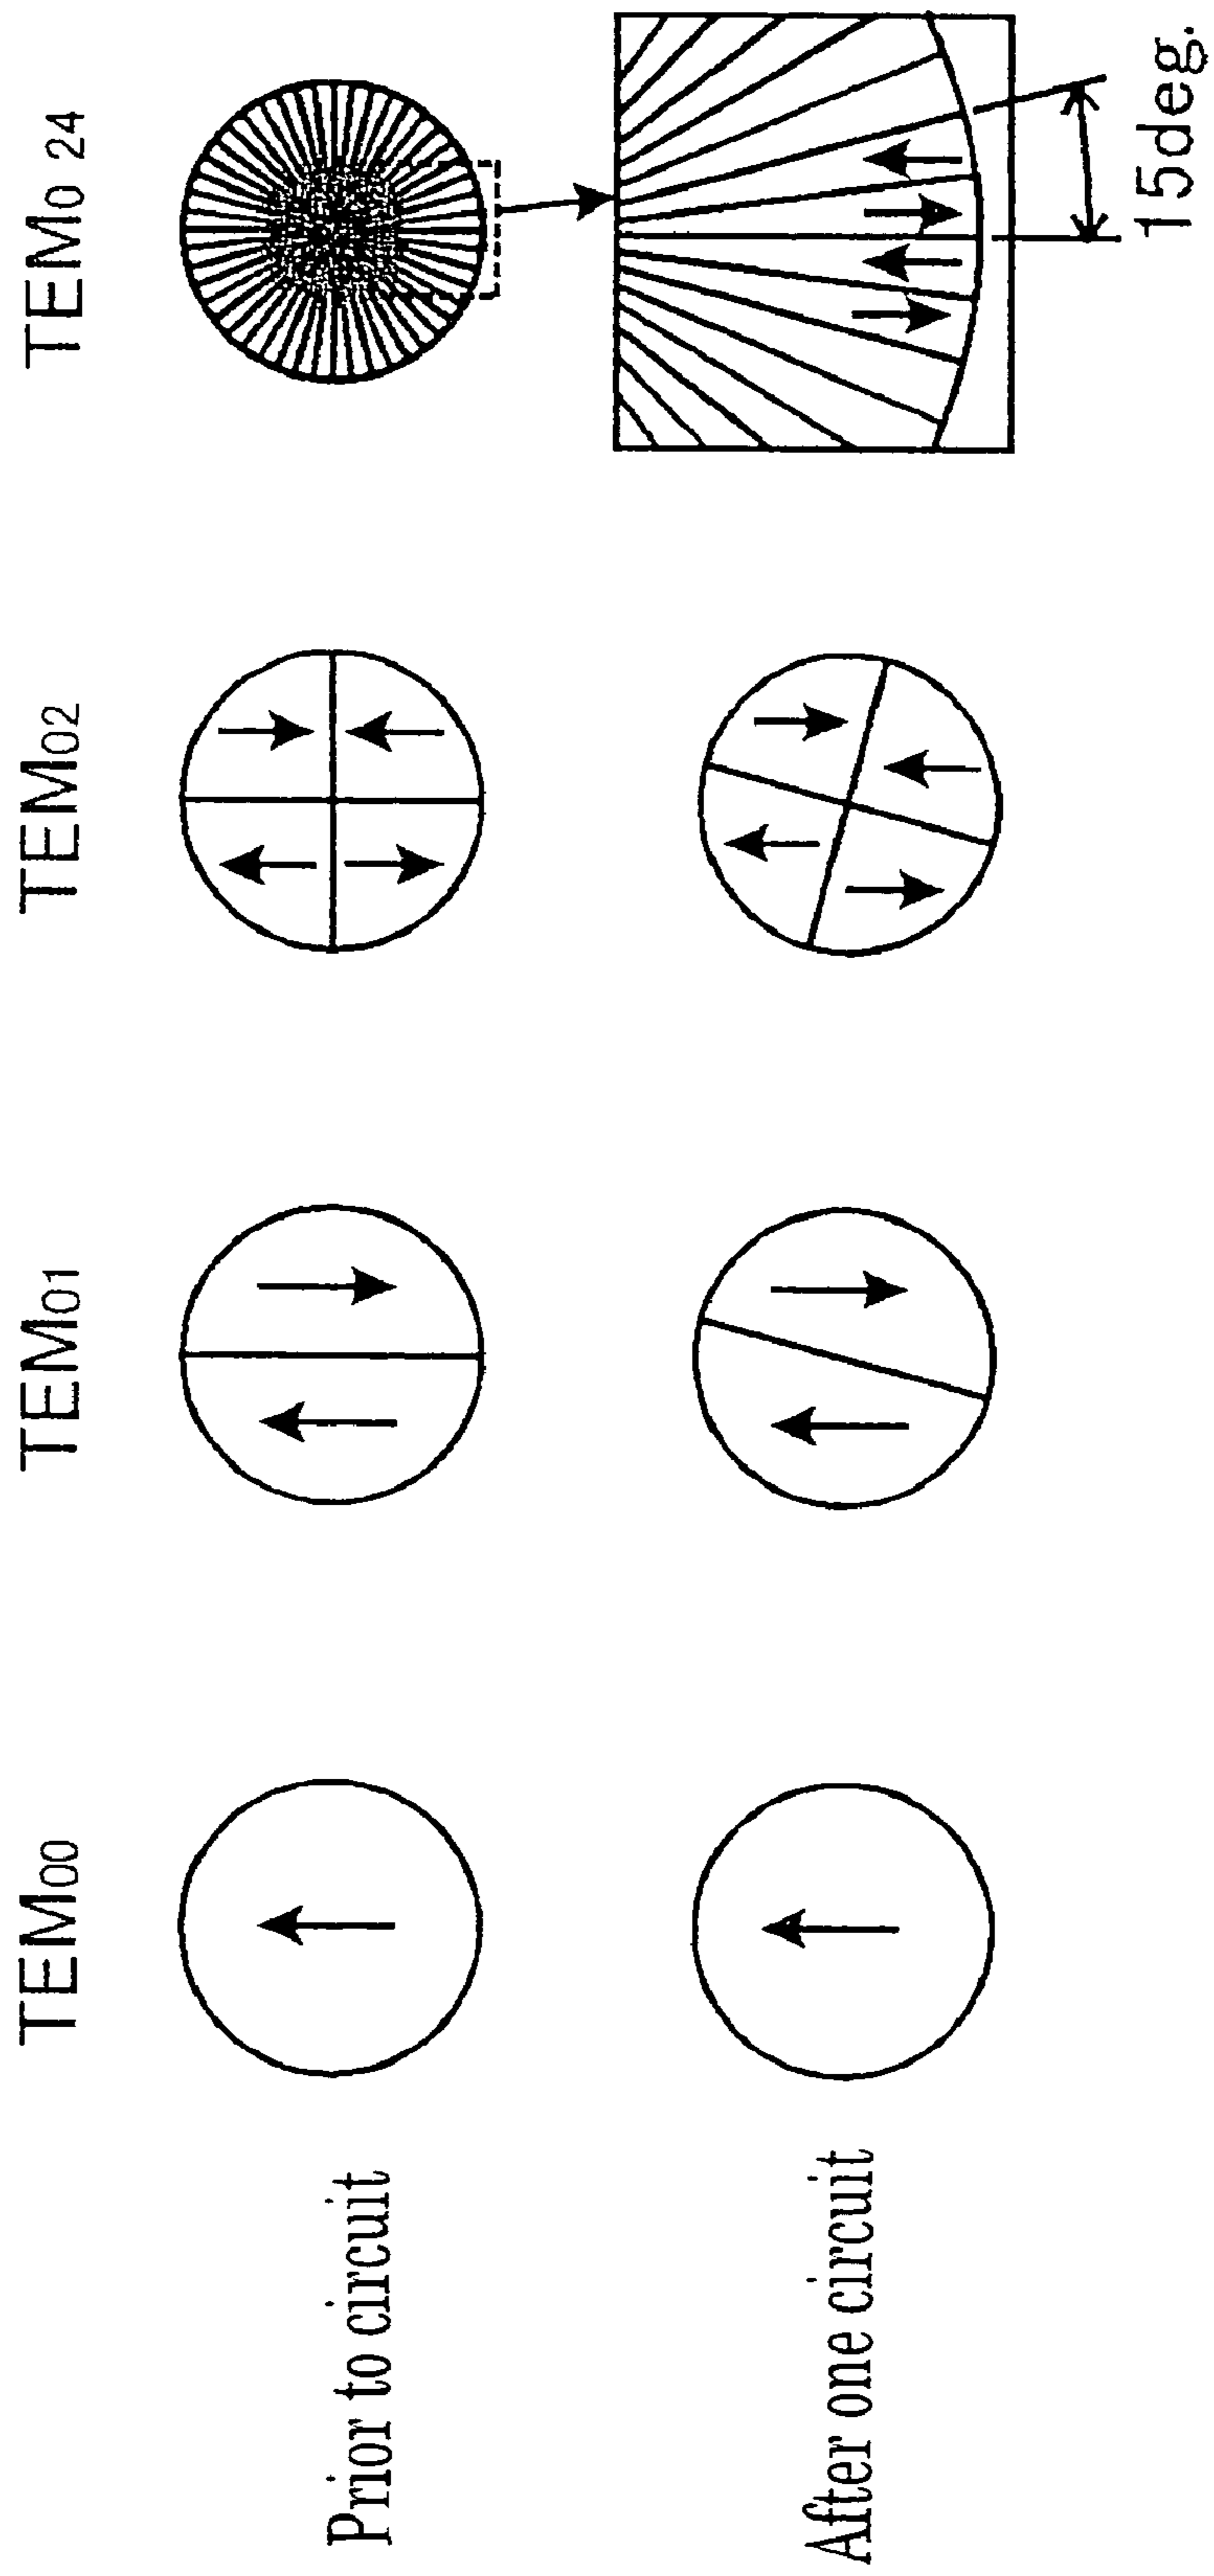 TEM00
TEM01
TEM02
TEM0 24
Prior to circuit
After one circuit
15deg.